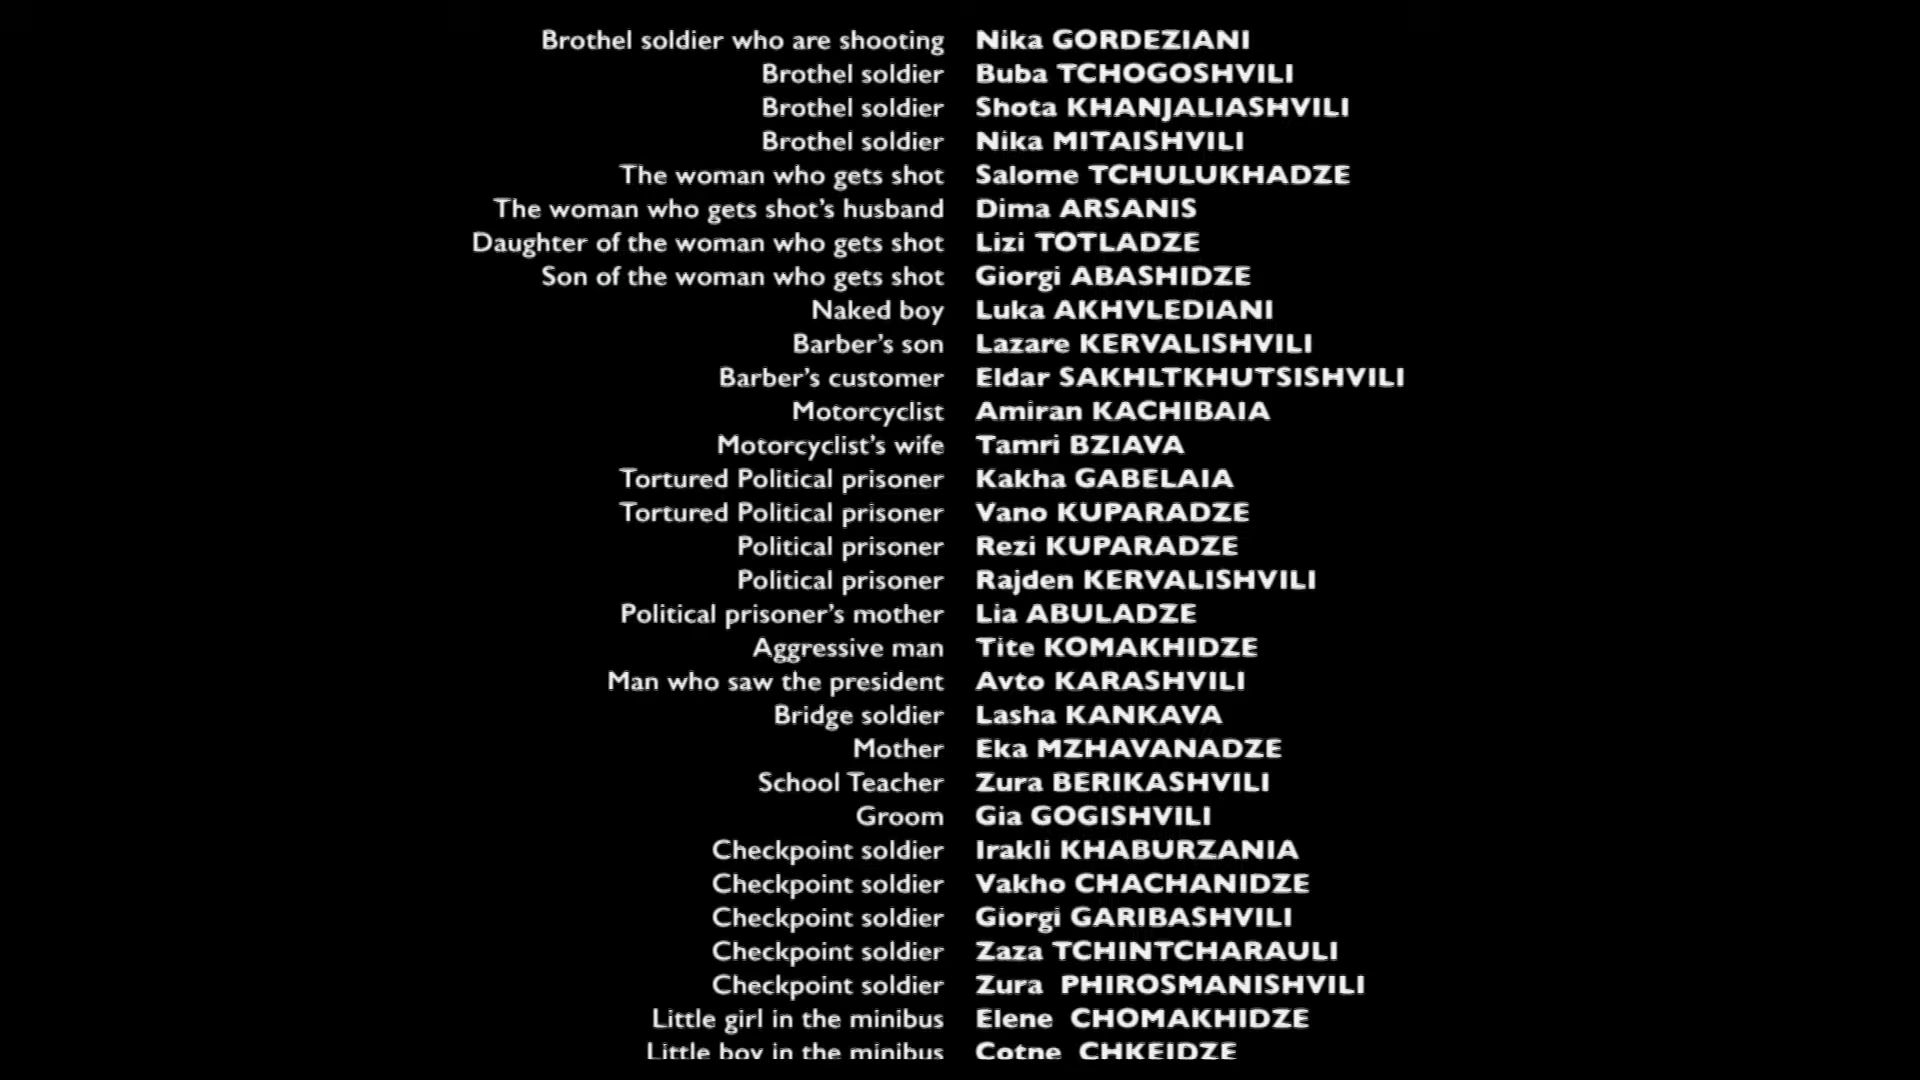 Brothel soldier who are shooting Nika GORDEZIANI
Brothel soldier Buba TCHOGOSHVILI
Brothel soldier Shota KHANJALIASHVILI
Brothel soldier Nika MITAISHVILI
The woman who gets shot Salome TCHULUKHADZE
The woman who gets shot's husband Dima ARSANIS
Daughter of the woman who gets shot Lizi TOTLADZE
Son of the woman who gets shot Giorgi ABASHIDZE
Naked boy Luka AKHVLEDIANI
Barber's son Lazare KERVALISHVILI
Barber's customer Eldar SAKHLTKHUTSISHVILI
Motorcyclist Amiran KACHIBAIA
Motorcyclist's wife Tamri BZIAVA
Tortured Political prisoner Kakha GABELAIA
Tortured Political prisoner Vano KUPARADZE
Political prisoner Rezi KUPARADZE
Political prisoner Rajden KERVALISHVILI
Political prisoner's mother Lia ABULADZE
Aggressive man Tite KOMAKHIDZE
Man who saw the president Avto KARASHVILI
Bridge soldier Lasha KANKAVA
Mother Eka MZHAVANADZE
School Teacher Zura BERIKASHVILI
Groom Gia GOGISHVILI
Checkpoint soldier Irakli KHABURZANIA
Checkpoint soldier Vakho CHACHANIDZE
Checkpoint soldier Giorgi GARIBASHVILI
Checkpoint soldier Zaza TCHINTCHARAULI
Checkpoint soldier Zura PHIROSMANISHVILI
Little girl in the minibus Elene CHOMAKHIDZE
Little boy in the minibus Cotne CHKEIDZE